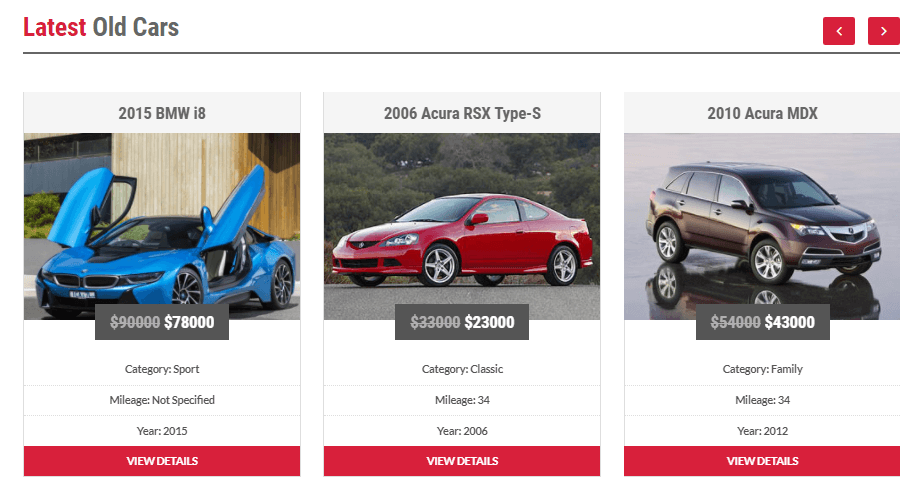 Latest Old Cars
2015 BMW i8
2006 Acura RSX Type-S
2010 Acura MDX
$90000 $78000
$33000 $23000
$54000 $43000
Category: Sport
Category: Classic
Category: Family
Mileage: Not Specified
Mileage: 34
Mileage: 34
Year: 2015
Year: 2006
Year: 2012
VIEW DETAILS
VIEW DETAILS
VIEW DETAILS